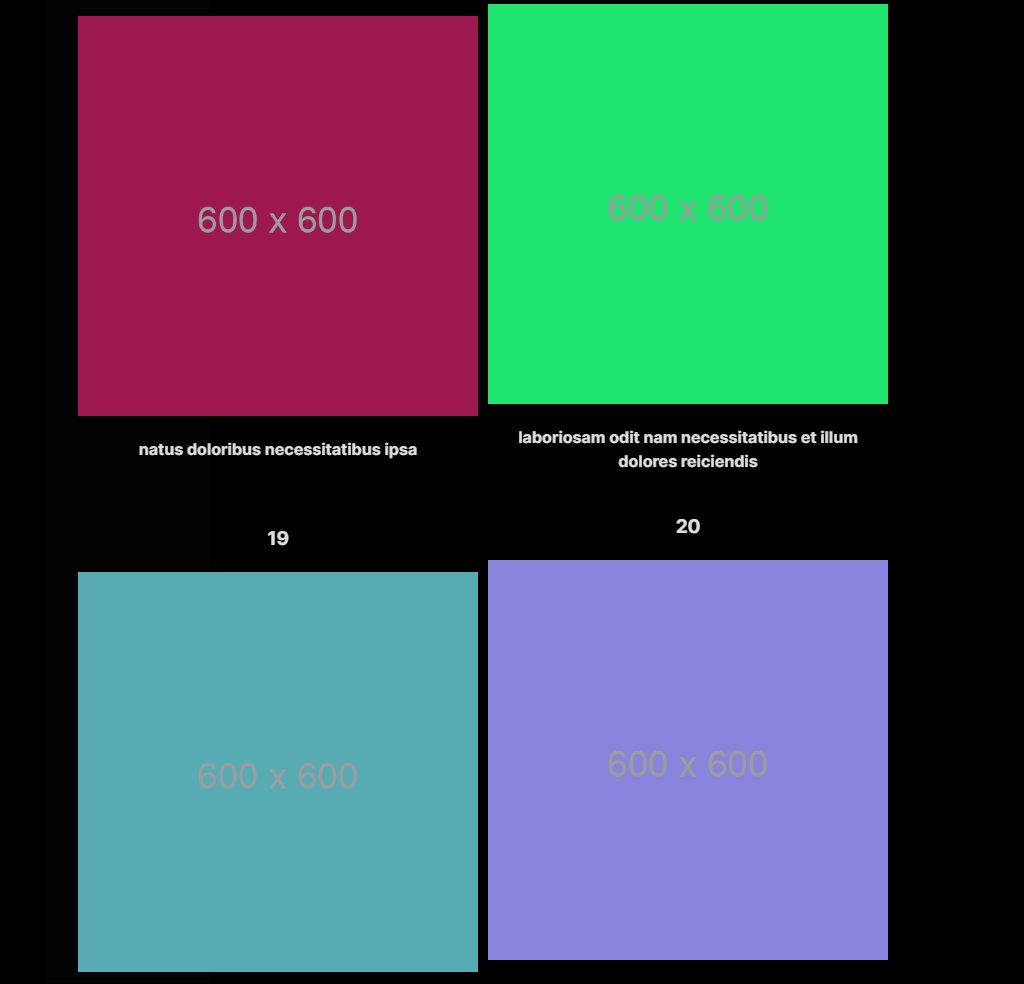 600 x 600
600 x 600
natus doloribus necessitatibus ipsa
laboriosam odit nam necessitatibus et illum
dolores reiciendis
19
20
600 x 600
600 x 600